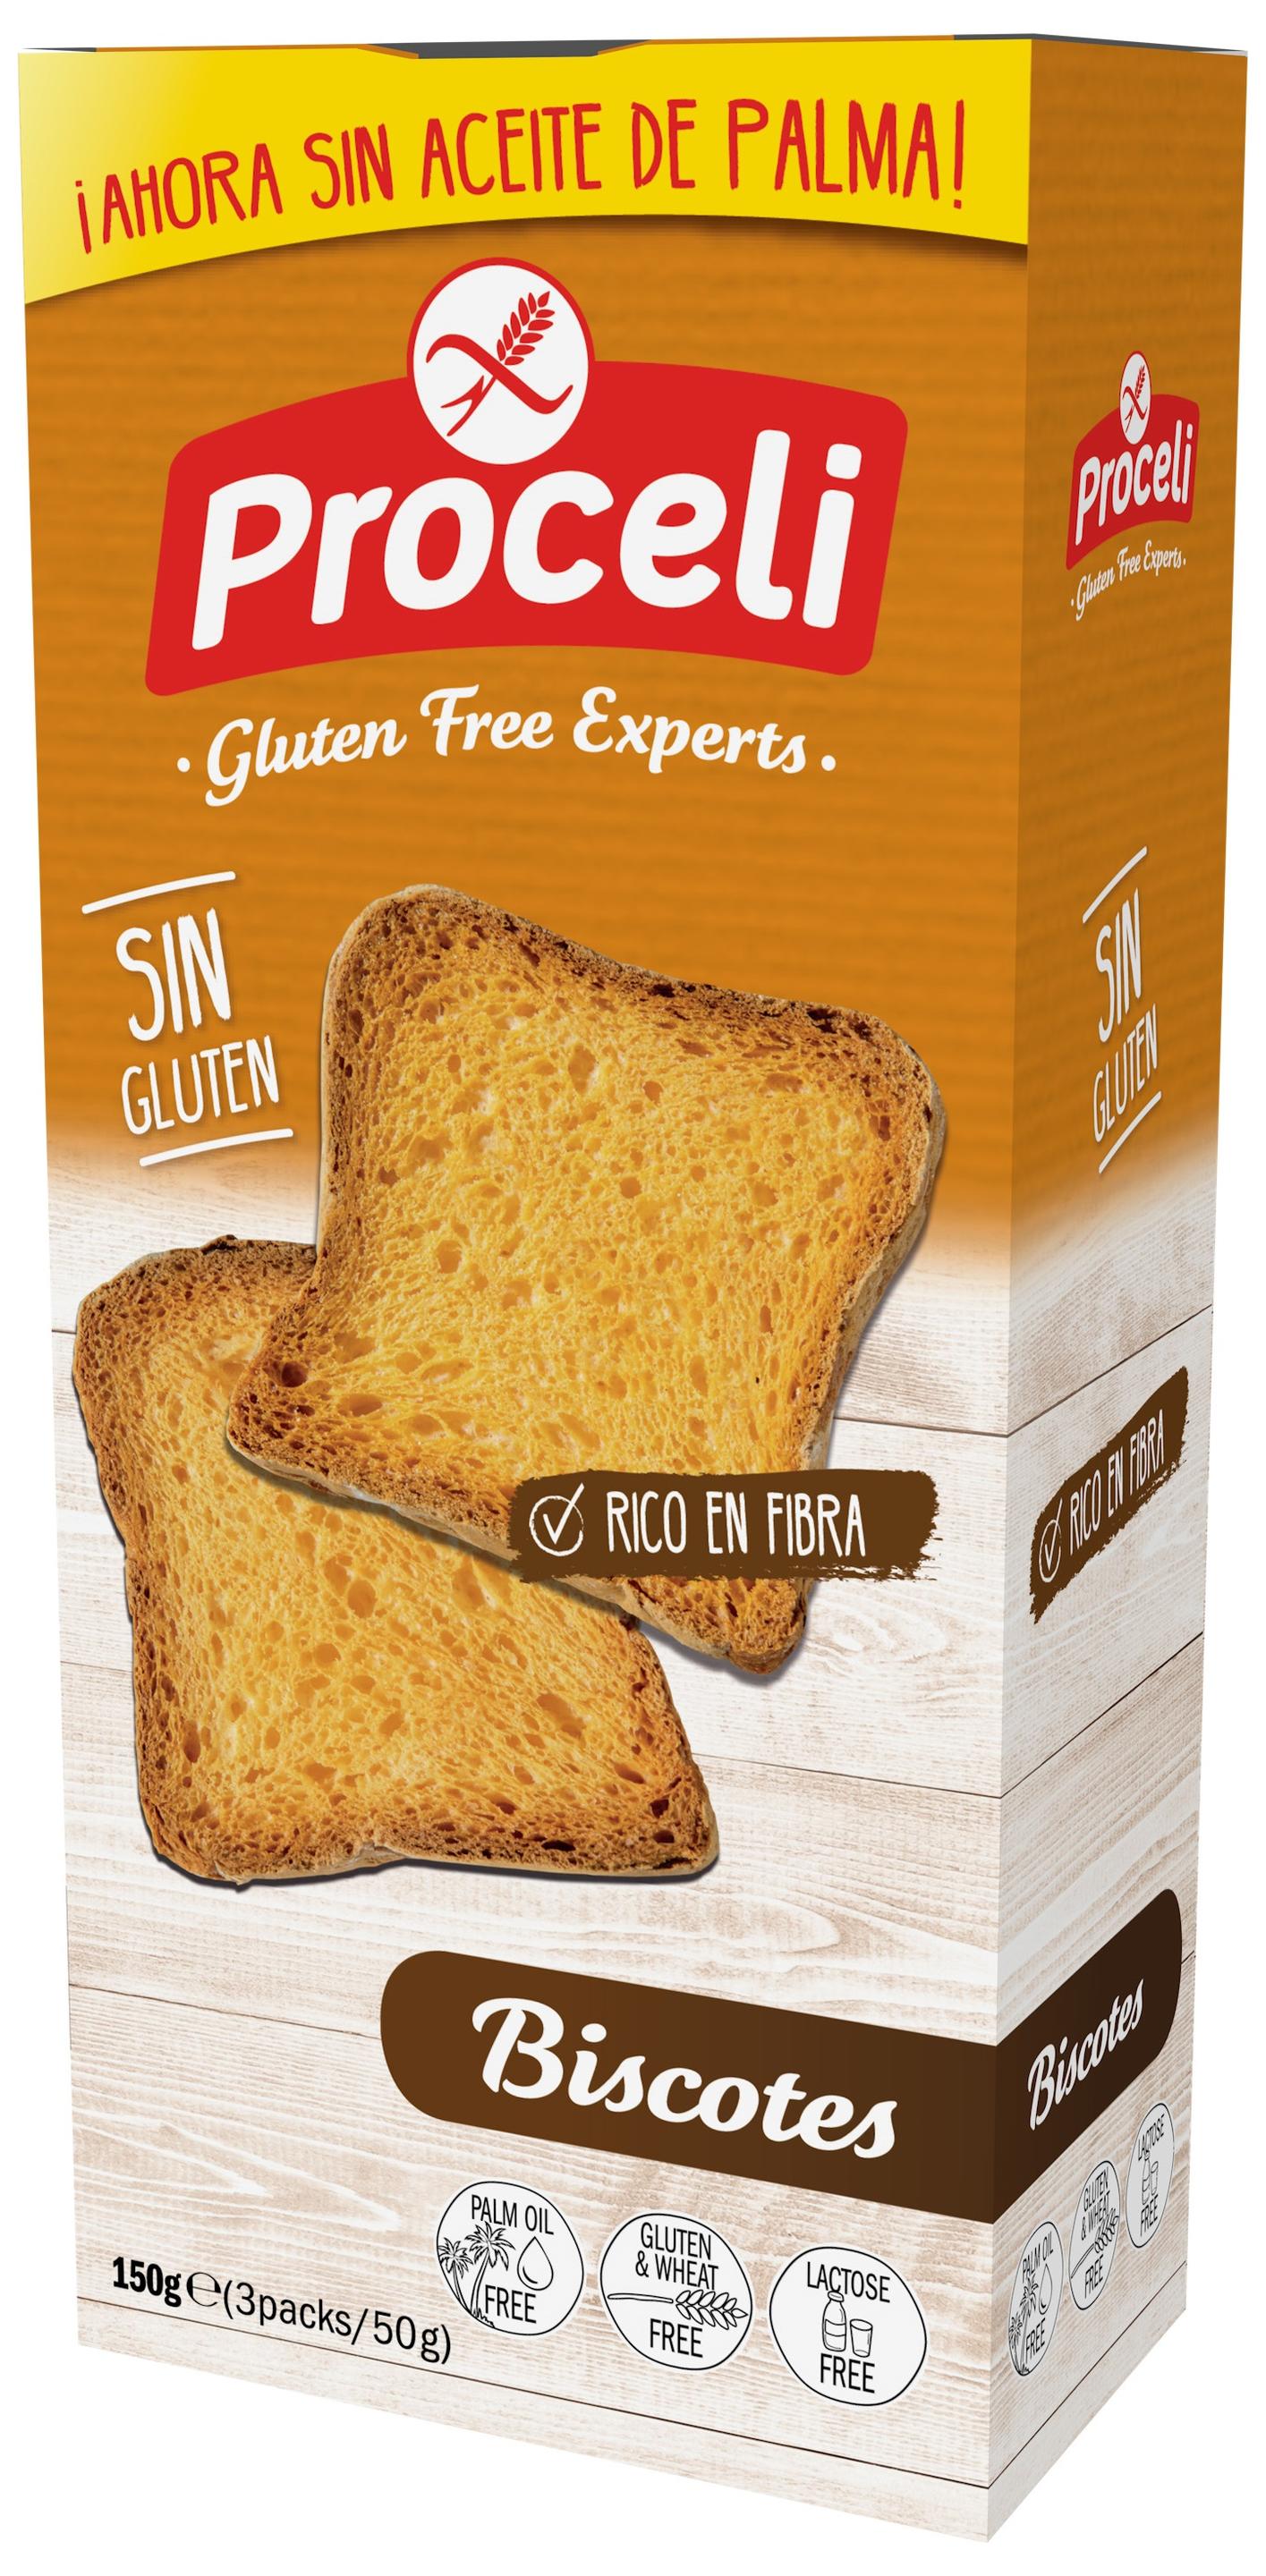 ¡AHORA SIN ACEITE DE PALMA!
Proceli
· Gluten Free Experts ·
SIN
GLUTEN
RICO EN FIBRA
Biscotes
PALM OIL
FREE
GLUTEN
& WHEAT
FREE
LACTOSE
FREE
150g ℮ (3packs/50g)
Proceli
· Gluten Free Experts ·
SIN
GLUTEN
RICO EN FIBRA
Biscotes
PALM OIL
FREE
GLUTEN
& WHEAT
FREE
LACTOSE
FREE